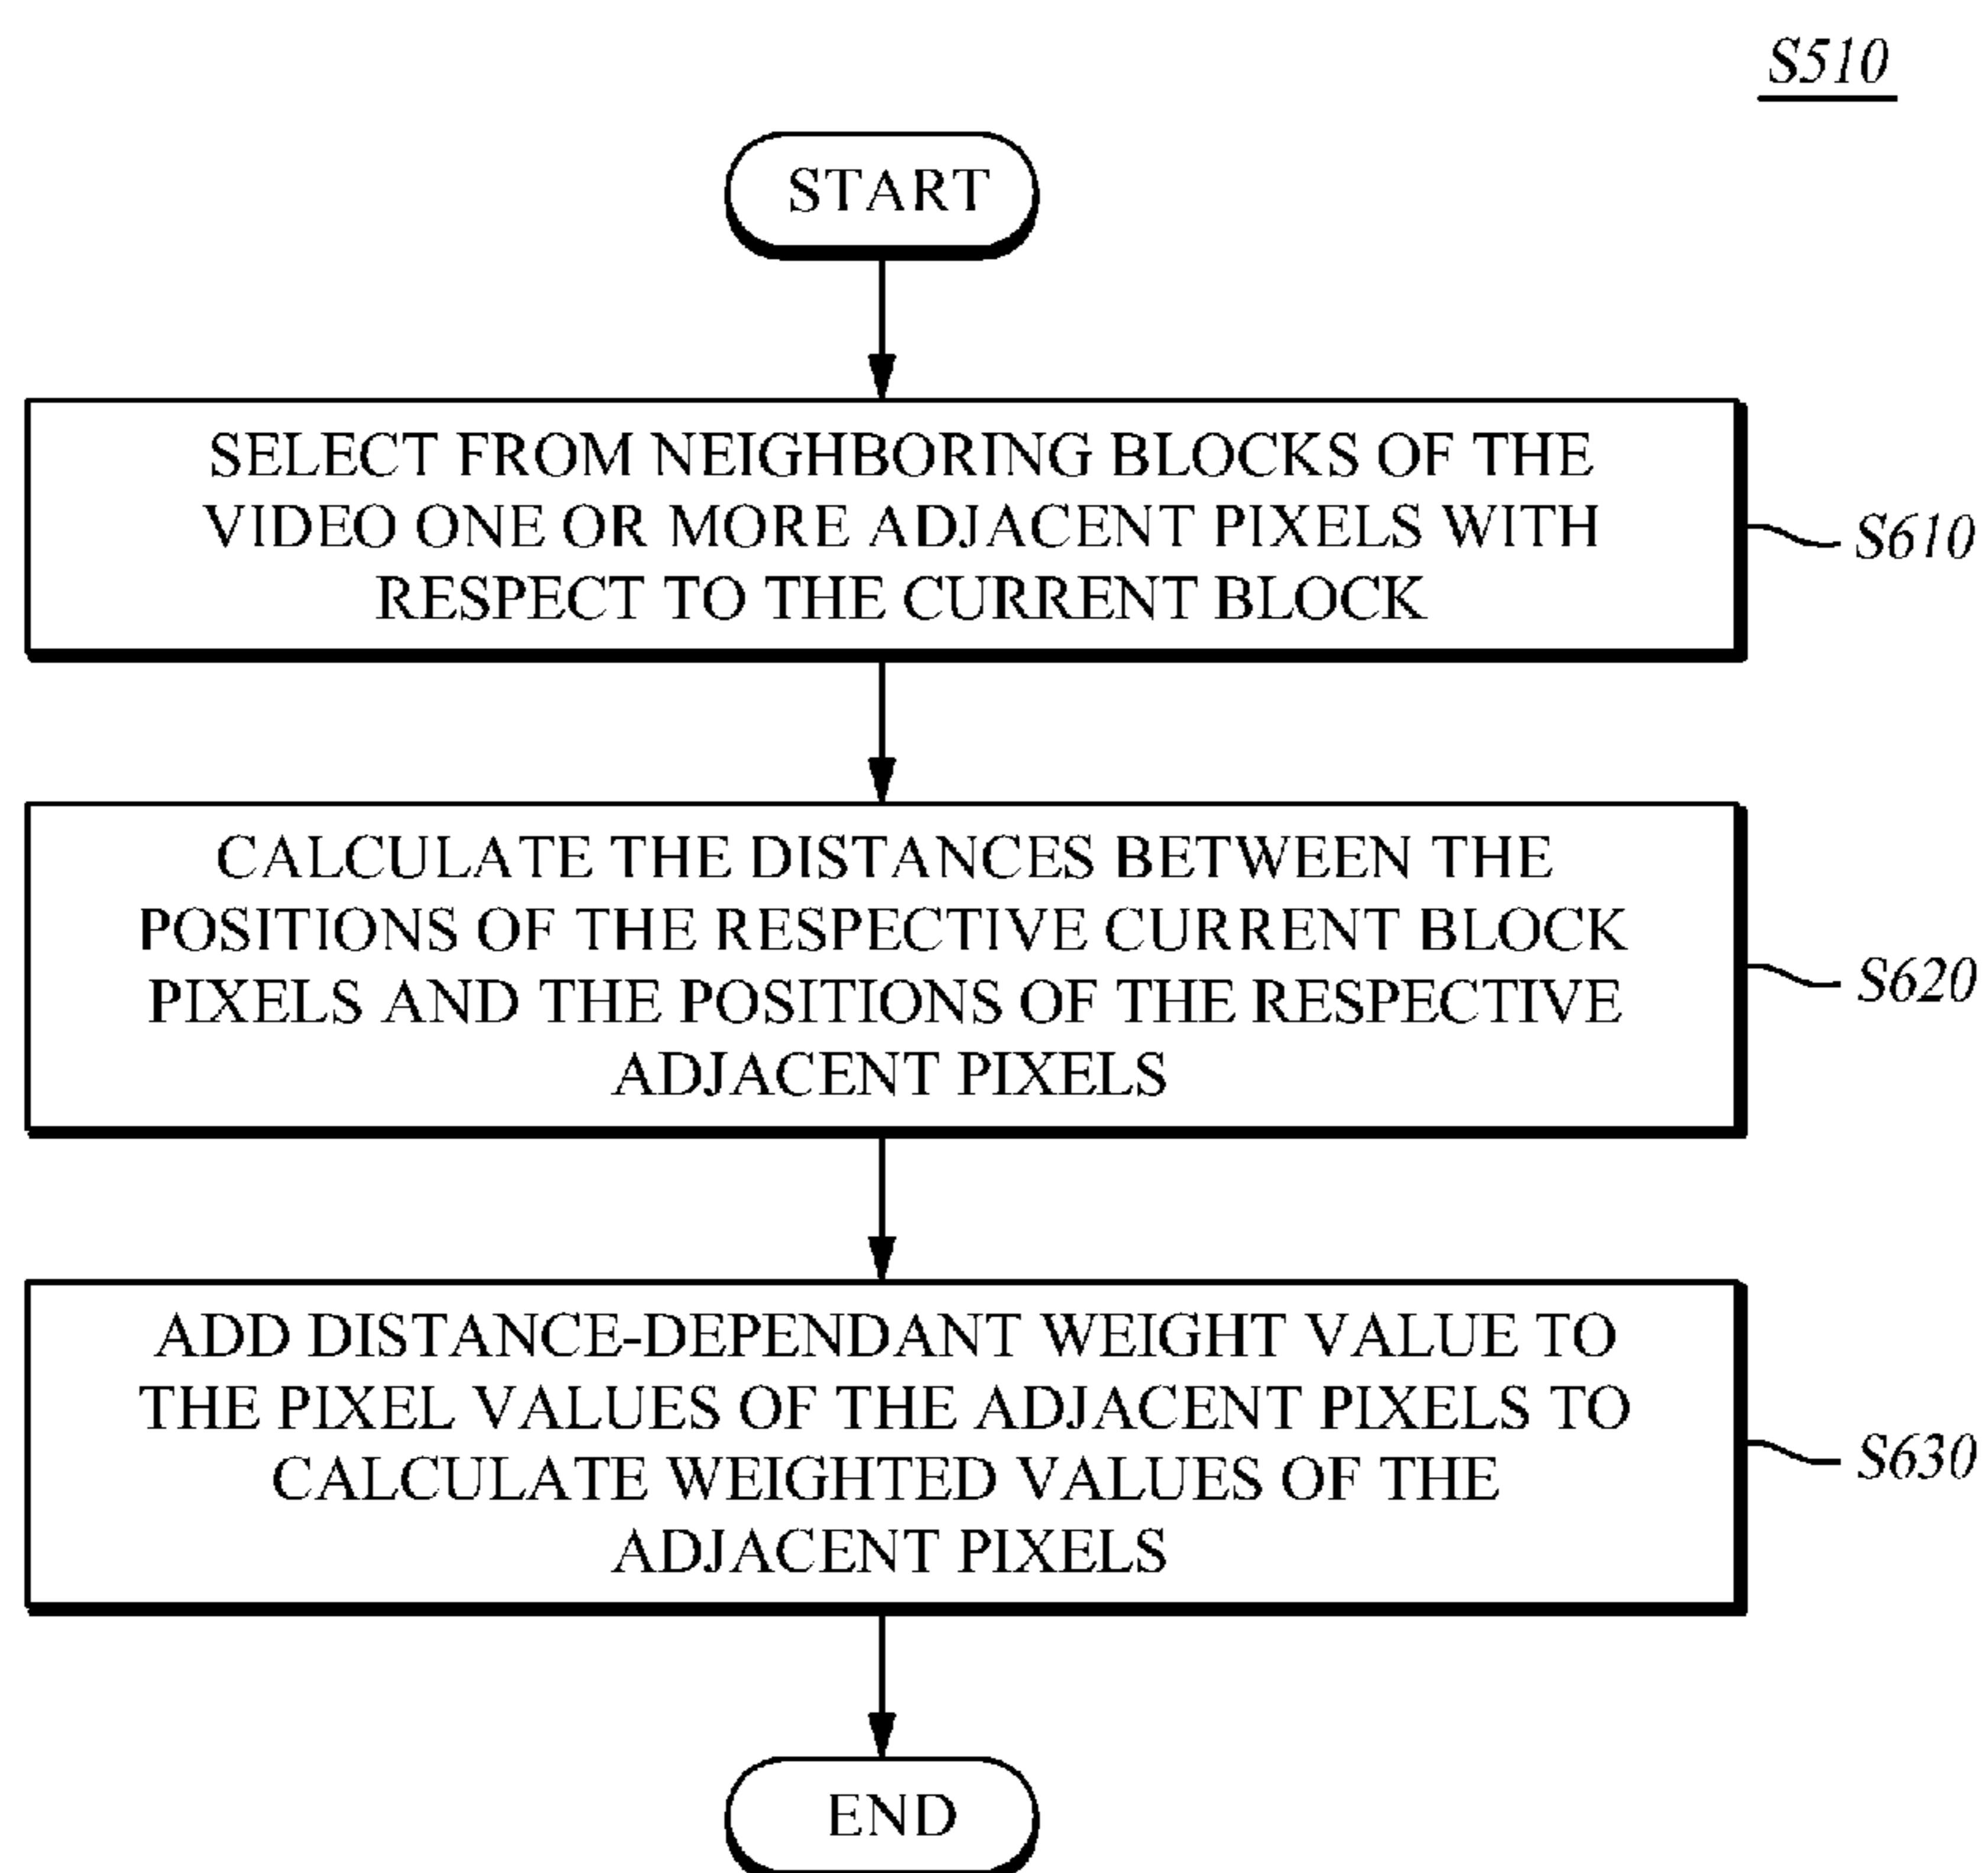 S510
START
SELECT FROM NEIGHBORING BLOCKS OF THE
VIDEO ONE OR MORE ADJACENT PIXELS WITH
RESPECT TO THE CURRENT BLOCK
S610
CALCULATE THE DISTANCES BETWEEN THE
POSITIONS OF THE RESPECTIVE CURRENT BLOCK
PIXELS AND THE POSITIONS OF THE RESPECTIVE
ADJACENT PIXELS
S620
ADD DISTANCE-DEPENDANT WEIGHT VALUE TO
THE PIXEL VALUES OF THE ADJACENT PIXELS TO
CALCULATE WEIGHTED VALUES OF THE
ADJACENT PIXELS
S630
END